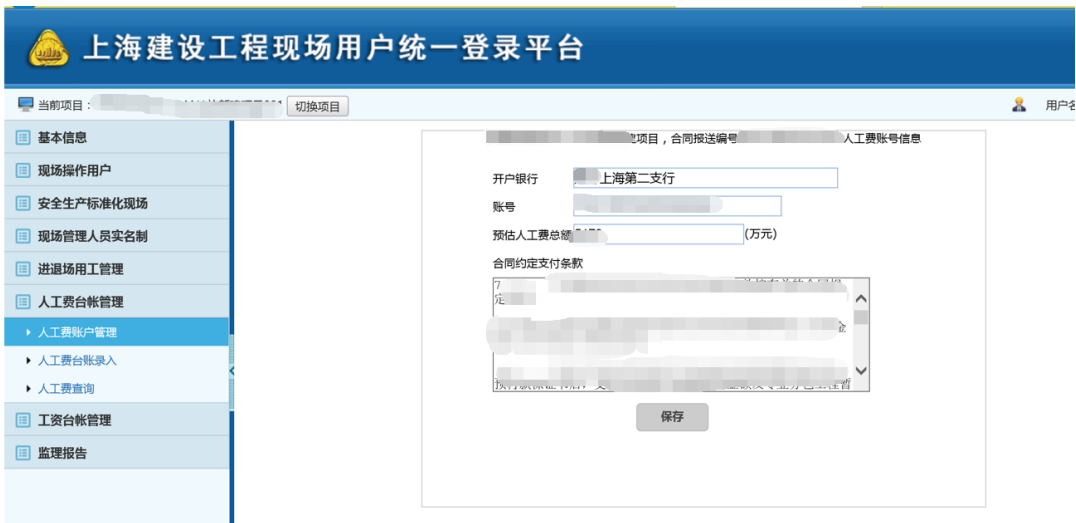 上海建设工程现场用户统一登录平台
当前项目：
切换项目
用户名
基本信息
现场操作用户
安全生产标准化现场
现场管理人员实名制
进退场用工管理
人工费台帐管理
人工费账户管理
人工费台账录入
人工费查询
工资台帐管理
监理报告
项目，合同报送编号 人工费账号信息
开户银行 上海第二支行
账号
预估人工费总额 (万元)
合同约定支付条款
7
定
金
保存